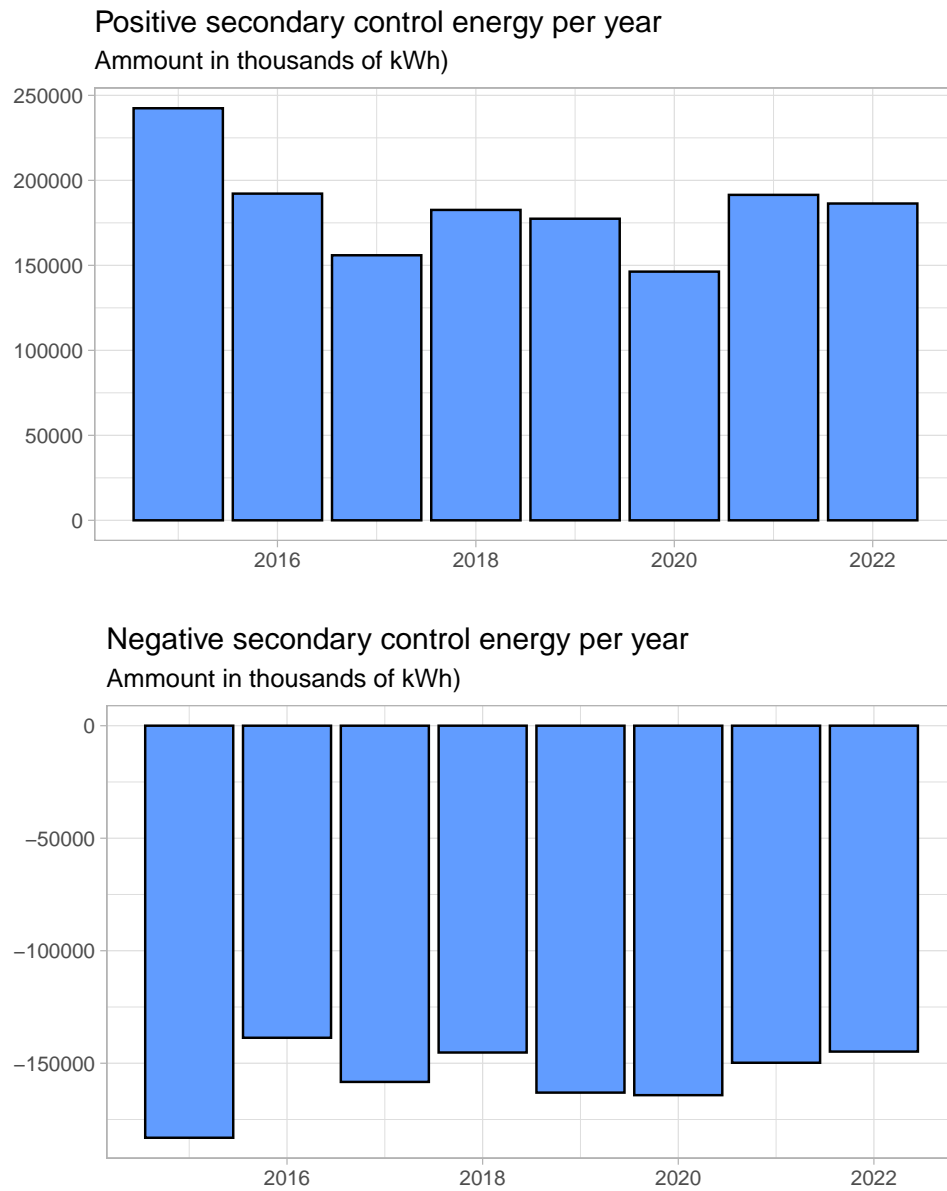 Positive secondary control energy per year
Ammount in thousands of kWh)
250000
200000
150000
100000
50000
0
2016 2018 2020 2022
Negative secondary control energy per year
Ammount in thousands of kWh)
0
−50000
−100000
−150000
2016 2018 2020 2022